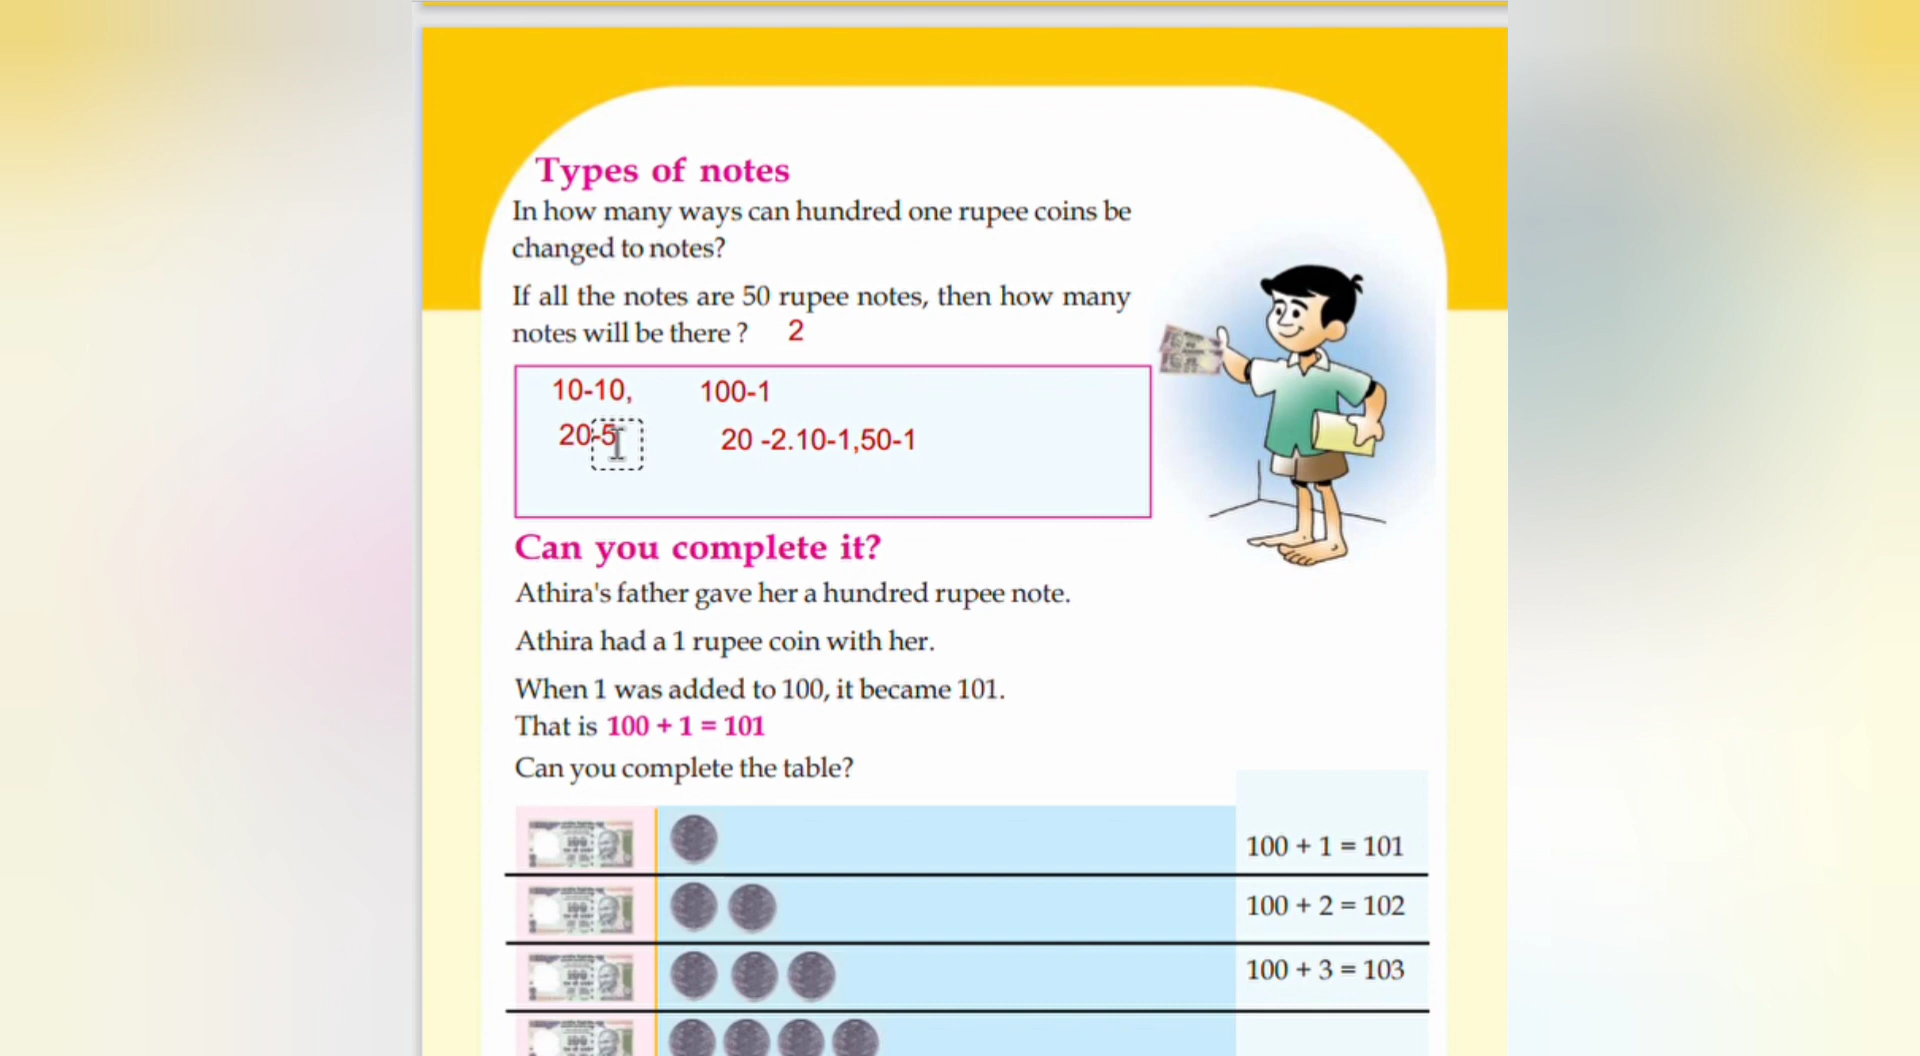 Types of notes
In how many ways can hundred one rupee coins be
changed to notes?
If all the notes are 50 rupee notes, then how many
notes will be there ? 2
10-10, 100-1
20-5 20 -2.10-1,50-1
Can you complete it?
Athira's father gave her a hundred rupee note.
Athira had a 1 rupee coin with her.
When 1 was added to 100, it became 101.
That is 100 + 1 = 101
Can you complete the table?
100 + 1 = 101
100 + 2 = 102
100 + 3 = 103